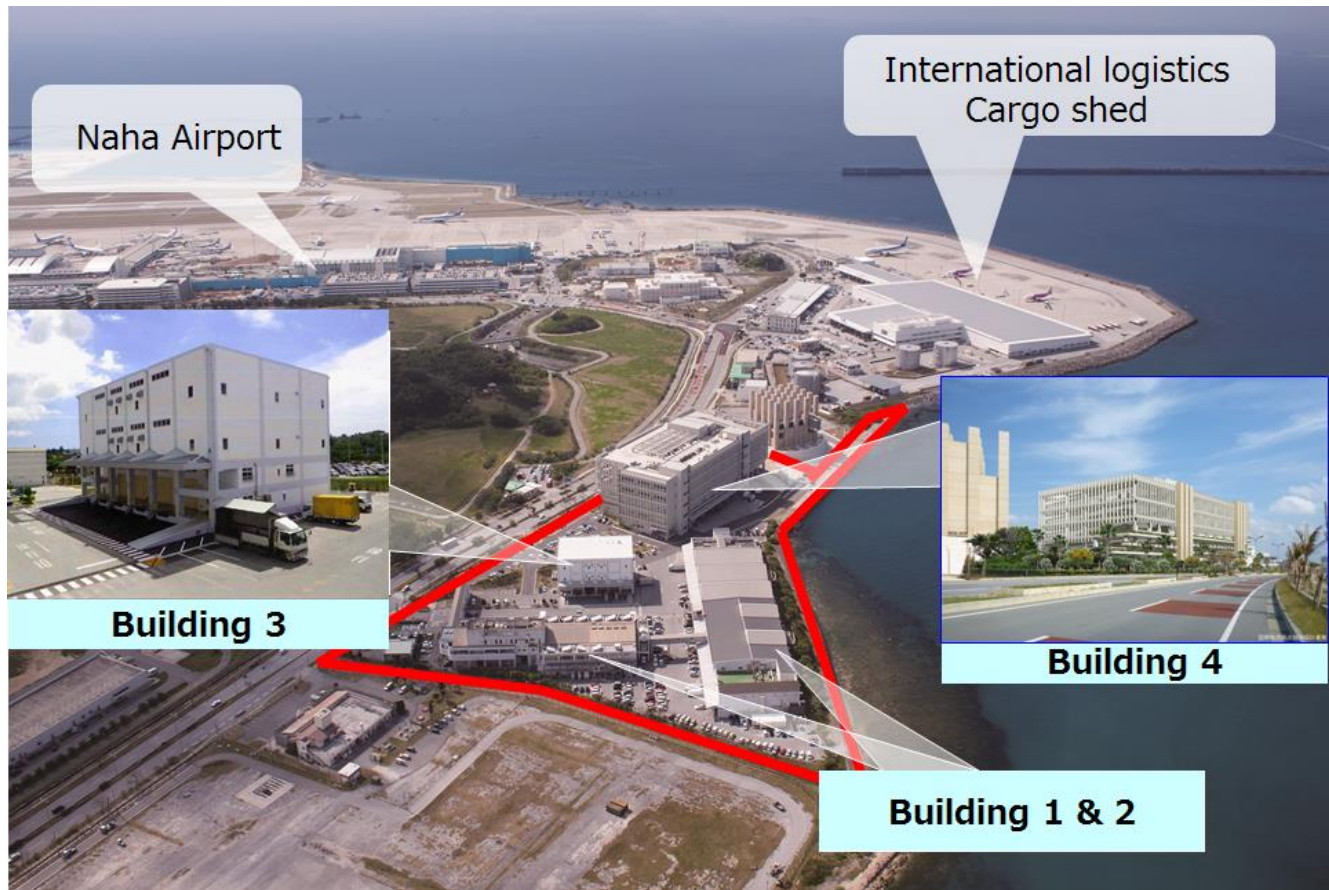 Naha Airport
International logistics
Cargo shed
Building 3
Building 4
Building 1 & 2